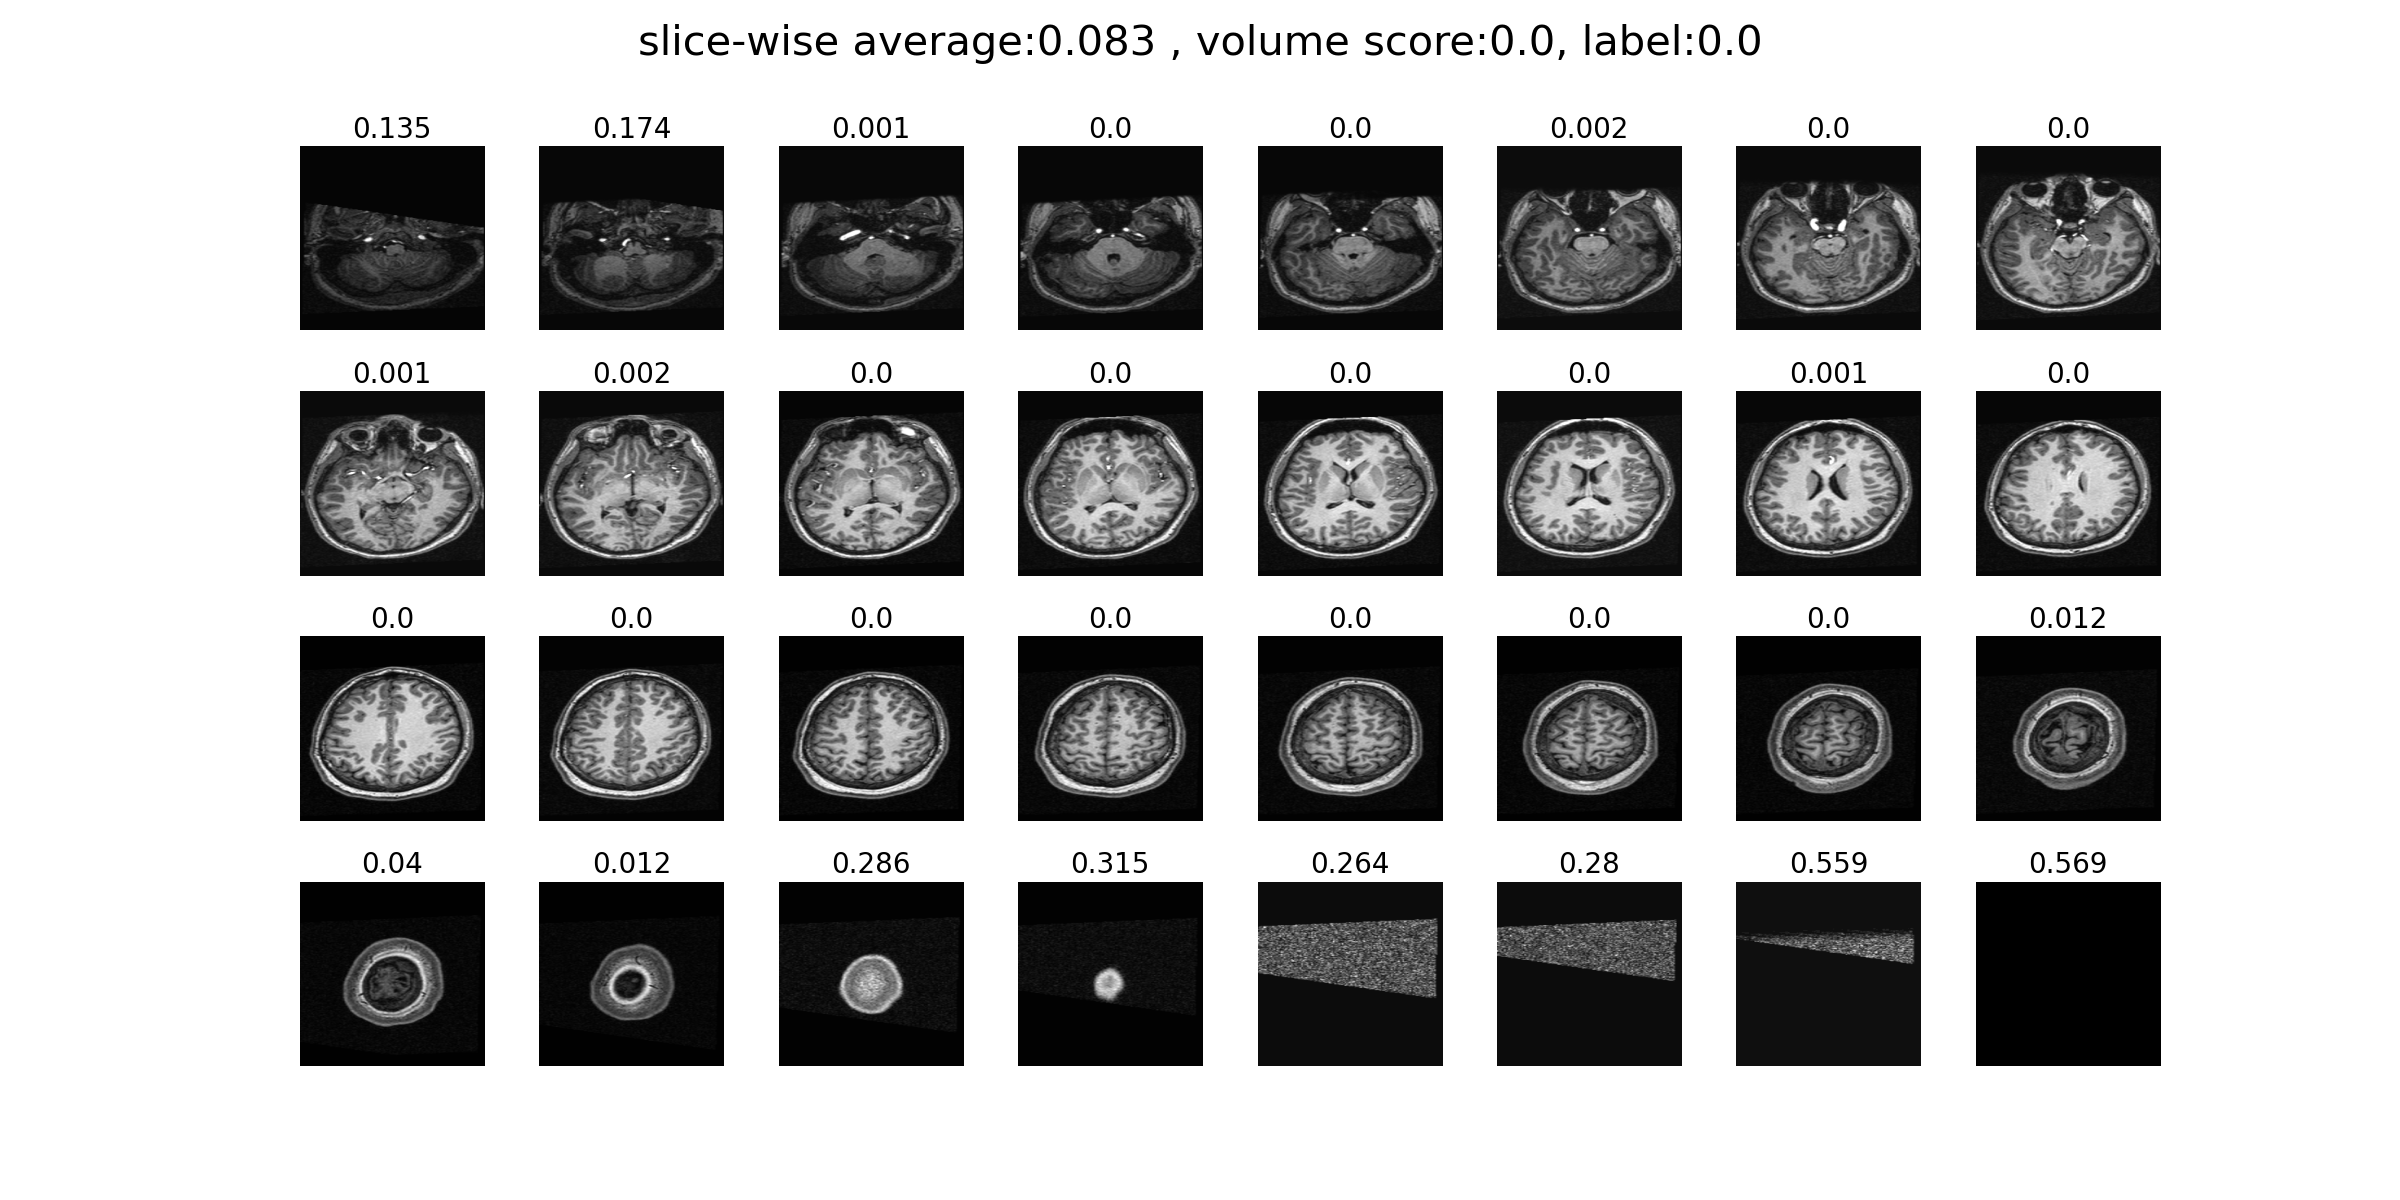 slice-wise average:0.083 , volume score:0.0, label:0.0
0.135 0.174 0.001 0.0 0.0 0.002 0.0 0.0
0.001 0.002 0.0 0.0 0.0 0.0 0.001 0.0
0.0 0.0 0.0 0.0 0.0 0.0 0.0 0.012
0.04 0.012 0.286 0.315 0.264 0.28 0.559 0.569